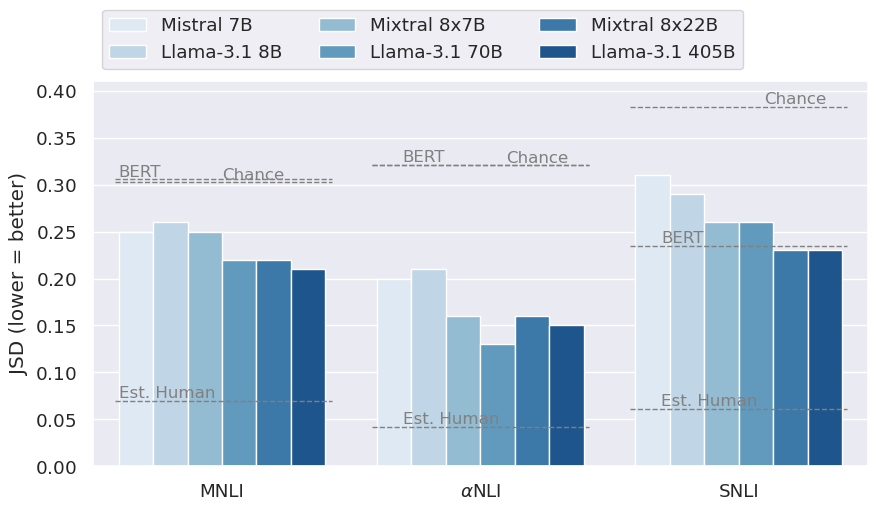 Mistral 7B Mixtral 8x7B Mixtral 8x22B
Llama-3.1 8B Llama-3.1 70B Llama-3.1 405B
JSD (lower = better)
0.40
0.35
0.30
0.25
0.20
0.15
0.10
0.05
0.00
BERT
Chance
Est. Human
BERT
Chance
Est. Human
Chance
BERT
Est. Human
MNLI αNLI SNLI